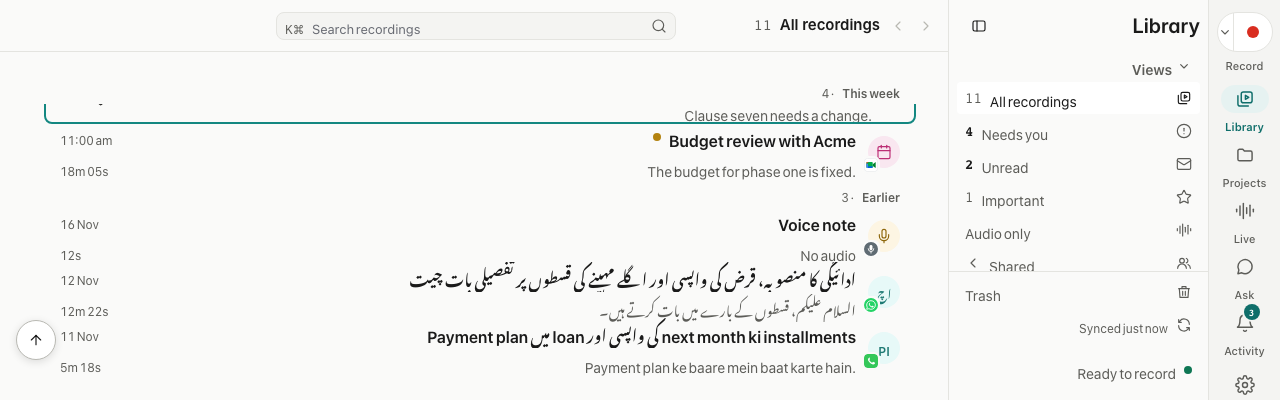 Record
Library
Projects
Live
Ask
3
Activity
Library
Views
11 All recordings
4 Needs you
2 Unread
1 Important
Audio only
Shared
Trash
Synced just now
Ready to record
11 All recordings
K⌘ Search recordings
4 · This week
Clause seven needs a change.
Budget review with Acme
11:00 am
The budget for phase one is fixed.
18m 05s
3 · Earlier
Voice note
16 Nov
No audio
12s
ادائیگی کا منصوبہ، قرض کی واپسی اور اگلے مہینے کی قسطوں پر تفصیلی بات چیت
12 Nov
اچ
السلام علیکم، قسطوں کے بارے میں بات کرتے ہیں۔
12m 22s
Payment plan میں loan کی واپسی اور next month ki installments
11 Nov
PI
Payment plan ke baare mein baat karte hain.
5m 18s